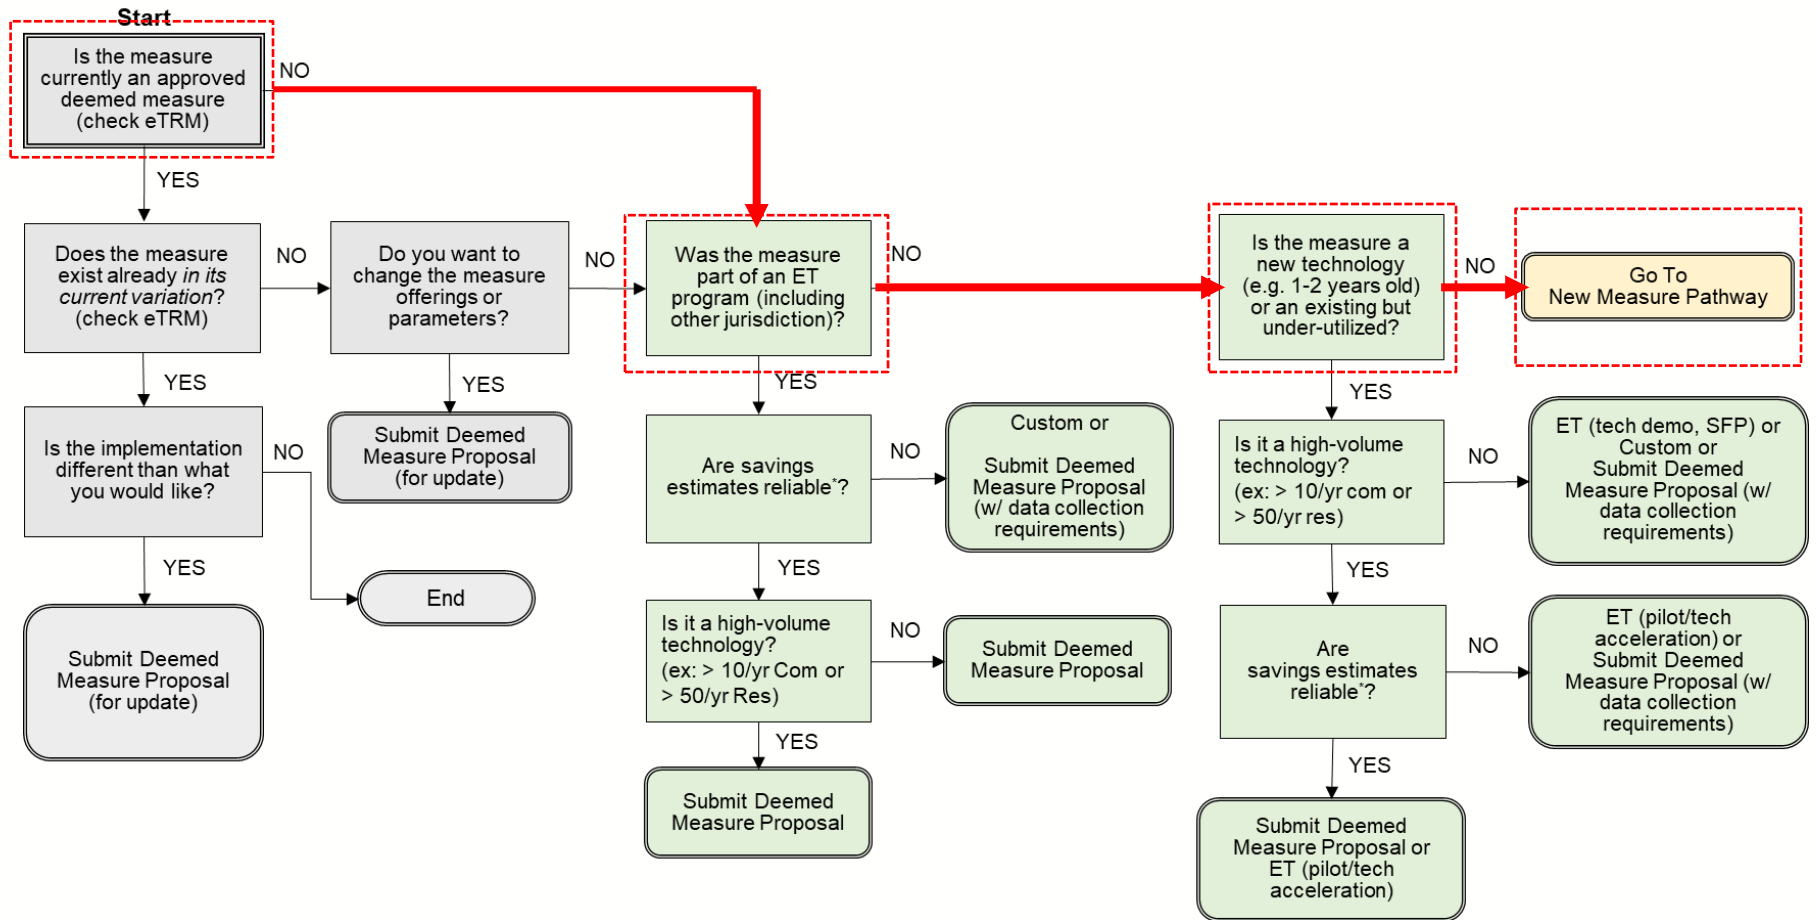 Start
Is the measure
currently an approved
deemed measure
(check eTRM)
NO
YES
Does the measure
exist already in its
current variation?
(check eTRM)
NO
Do you want to
change the measure
offerings or
parameters?
NO
Was the measure
part of an ET
program (including
other jurisdiction)?
NO
Is the measure a
new technology
(e.g. 1-2 years old)
or an existing but
under-utilized?
NO
Go To
New Measure Pathway
YES
YES
YES
YES
Is the implementation
different than what
you would like?
NO
Submit Deemed
Measure Proposal
(for update)
Are savings
estimates reliable*?
NO
Custom or
Submit Deemed
Measure Proposal
(w/ data collection
requirements)
Is it a high-volume
technology?
(ex: > 10/yr com or
> 50/yr res)
NO
ET (tech demo, SFP) or
Custom or
Submit Deemed
Measure Proposal (w/
data collection
requirements)
YES
End
YES
YES
Submit Deemed
Measure Proposal
(for update)
Is it a high-volume
technology?
(ex: > 10/yr Com or
> 50/yr Res)
NO
Submit Deemed
Measure Proposal
Are
savings estimates
reliable*?
NO
ET (pilot/tech
acceleration) or
Submit Deemed
Measure Proposal (w/
data collection
requirements)
YES
YES
Submit Deemed
Measure Proposal
Submit Deemed
Measure Proposal or
ET (pilot/tech
acceleration)